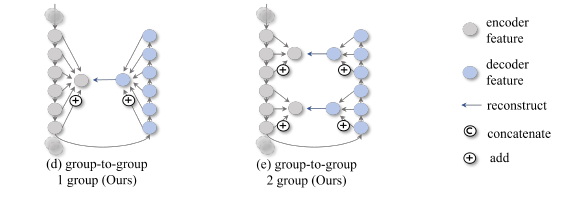 encoder
feature
decoder
feature
reconstruct
C concatenate
+ add
+
+
+
+
+
+
(d) group-to-group
1 group (Ours)
(e) group-to-group
2 group (Ours)